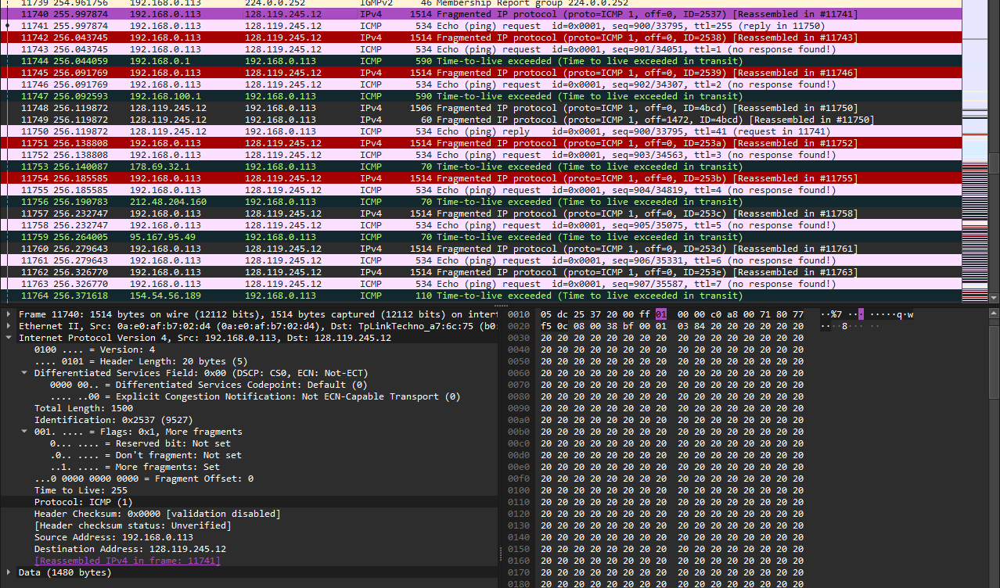 11739 254.961756 192.168.0.113 224.0.0.252 IGMPv2 46 Membership Report group 224.0.0.252
11740 255.997874 192.168.0.113 128.119.245.12 IPv4 1514 Fragmented IP protocol (proto=ICMP 1, off=0, ID=2537) [Reassembled in #11741]
11741 255.997874 192.168.0.113 128.119.245.12 ICMP 534 Echo (ping) request id=0x0001, seq=900/33795, ttl=255 (reply in 11750)
11742 256.043745 192.168.0.113 128.119.245.12 IPv4 1514 Fragmented IP protocol (proto=ICMP 1, off=0, ID=2538) [Reassembled in #11743]
11743 256.043745 192.168.0.113 128.119.245.12 ICMP 534 Echo (ping) request id=0x0001, seq=901/34051, ttl=1 (no response found!)
11744 256.044059 192.168.0.1 192.168.0.113 ICMP 590 Time-to-live exceeded (Time to live exceeded in transit)
11745 256.091769 192.168.0.113 128.119.245.12 IPv4 1514 Fragmented IP protocol (proto=ICMP 1, off=0, ID=2539) [Reassembled in #11746]
11746 256.091769 192.168.0.113 128.119.245.12 ICMP 534 Echo (ping) request id=0x0001, seq=902/34307, ttl=2 (no response found!)
11747 256.092593 192.168.100.1 192.168.0.113 ICMP 590 Time-to-live exceeded (Time to live exceeded in transit)
11748 256.119872 128.119.245.12 192.168.0.113 IPv4 1506 Fragmented IP protocol (proto=ICMP 1, off=0, ID=4bcd) [Reassembled in #11750]
11749 256.119872 128.119.245.12 192.168.0.113 IPv4 60 Fragmented IP protocol (proto=ICMP 1, off=1472, ID=4bcd) [Reassembled in #11750]
11750 256.119872 128.119.245.12 192.168.0.113 ICMP 534 Echo (ping) reply id=0x0001, seq=900/33795, ttl=41 (request in 11741)
11751 256.138808 192.168.0.113 128.119.245.12 IPv4 1514 Fragmented IP protocol (proto=ICMP 1, off=0, ID=253a) [Reassembled in #11752]
11752 256.138808 192.168.0.113 128.119.245.12 ICMP 534 Echo (ping) request id=0x0001, seq=903/34563, ttl=3 (no response found!)
11753 256.140087 178.69.32.1 192.168.0.113 ICMP 70 Time-to-live exceeded (Time to live exceeded in transit)
11754 256.185585 192.168.0.113 128.119.245.12 IPv4 1514 Fragmented IP protocol (proto=ICMP 1, off=0, ID=253b) [Reassembled in #11755]
11755 256.185585 192.168.0.113 128.119.245.12 ICMP 534 Echo (ping) request id=0x0001, seq=904/34819, ttl=4 (no response found!)
11756 256.190783 212.48.204.160 192.168.0.113 ICMP 70 Time-to-live exceeded (Time to live exceeded in transit)
11757 256.232747 192.168.0.113 128.119.245.12 IPv4 1514 Fragmented IP protocol (proto=ICMP 1, off=0, ID=253c) [Reassembled in #11758]
11758 256.232747 192.168.0.113 128.119.245.12 ICMP 534 Echo (ping) request id=0x0001, seq=905/35075, ttl=5 (no response found!)
11759 256.264005 95.167.95.49 192.168.0.113 ICMP 70 Time-to-live exceeded (Time to live exceeded in transit)
11760 256.279643 192.168.0.113 128.119.245.12 IPv4 1514 Fragmented IP protocol (proto=ICMP 1, off=0, ID=253d) [Reassembled in #11761]
11761 256.279643 192.168.0.113 128.119.245.12 ICMP 534 Echo (ping) request id=0x0001, seq=906/35331, ttl=6 (no response found!)
11762 256.326770 192.168.0.113 128.119.245.12 IPv4 1514 Fragmented IP protocol (proto=ICMP 1, off=0, ID=253e) [Reassembled in #11763]
11763 256.326770 192.168.0.113 128.119.245.12 ICMP 534 Echo (ping) request id=0x0001, seq=907/35587, ttl=7 (no response found!)
11764 256.371618 154.54.56.189 192.168.0.113 ICMP 110 Time-to-live exceeded (Time to live exceeded in transit)
Frame 11740: 1514 bytes on wire (12112 bits), 1514 bytes captured (12112 bits) on interf
Ethernet II, Src: 0a:e0:af:b7:02:d4 (0a:e0:af:b7:02:d4), Dst: TpLinkTechno_a7:6c:75 (b0:
Internet Protocol Version 4, Src: 192.168.0.113, Dst: 128.119.245.12
0100 .... = Version: 4
.... 0101 = Header Length: 20 bytes (5)
Differentiated Services Field: 0x00 (DSCP: CS0, ECN: Not-ECT)
0000 00.. = Differentiated Services Codepoint: Default (0)
.... ..00 = Explicit Congestion Notification: Not ECN-Capable Transport (0)
Total Length: 1500
Identification: 0x2537 (9527)
001. .... = Flags: 0x1, More fragments
0... .... = Reserved bit: Not set
.0.. .... = Don't fragment: Not set
..1. .... = More fragments: Set
...0 0000 0000 0000 = Fragment Offset: 0
Time to Live: 255
Protocol: ICMP (1)
Header Checksum: 0x0000 [validation disabled]
[Header checksum status: Unverified]
Source Address: 192.168.0.113
Destination Address: 128.119.245.12
[Reassembled IPv4 in frame: 11741]
Data (1480 bytes)
0010 05 dc 25 37 20 00 ff 01 00 00 c0 a8 00 71 80 77 ··%7 ··· ·····q·w
0020 f5 0c 08 00 38 bf 00 01 03 84 20 20 20 20 20 20 ····8··· ··
0030 20 20 20 20 20 20 20 20 20 20 20 20 20 20 20 20
0040 20 20 20 20 20 20 20 20 20 20 20 20 20 20 20 20
0050 20 20 20 20 20 20 20 20 20 20 20 20 20 20 20 20
0060 20 20 20 20 20 20 20 20 20 20 20 20 20 20 20 20
0070 20 20 20 20 20 20 20 20 20 20 20 20 20 20 20 20
0080 20 20 20 20 20 20 20 20 20 20 20 20 20 20 20 20
0090 20 20 20 20 20 20 20 20 20 20 20 20 20 20 20 20
00a0 20 20 20 20 20 20 20 20 20 20 20 20 20 20 20 20
00b0 20 20 20 20 20 20 20 20 20 20 20 20 20 20 20 20
00c0 20 20 20 20 20 20 20 20 20 20 20 20 20 20 20 20
00d0 20 20 20 20 20 20 20 20 20 20 20 20 20 20 20 20
00e0 20 20 20 20 20 20 20 20 20 20 20 20 20 20 20 20
00f0 20 20 20 20 20 20 20 20 20 20 20 20 20 20 20 20
0100 20 20 20 20 20 20 20 20 20 20 20 20 20 20 20 20
0110 20 20 20 20 20 20 20 20 20 20 20 20 20 20 20 20
0120 20 20 20 20 20 20 20 20 20 20 20 20 20 20 20 20
0130 20 20 20 20 20 20 20 20 20 20 20 20 20 20 20 20
0140 20 20 20 20 20 20 20 20 20 20 20 20 20 20 20 20
0150 20 20 20 20 20 20 20 20 20 20 20 20 20 20 20 20
0160 20 20 20 20 20 20 20 20 20 20 20 20 20 20 20 20
0170 20 20 20 20 20 20 20 20 20 20 20 20 20 20 20 20
0180 20 20 20 20 20 20 20 20 20 20 20 20 20 20 20 20